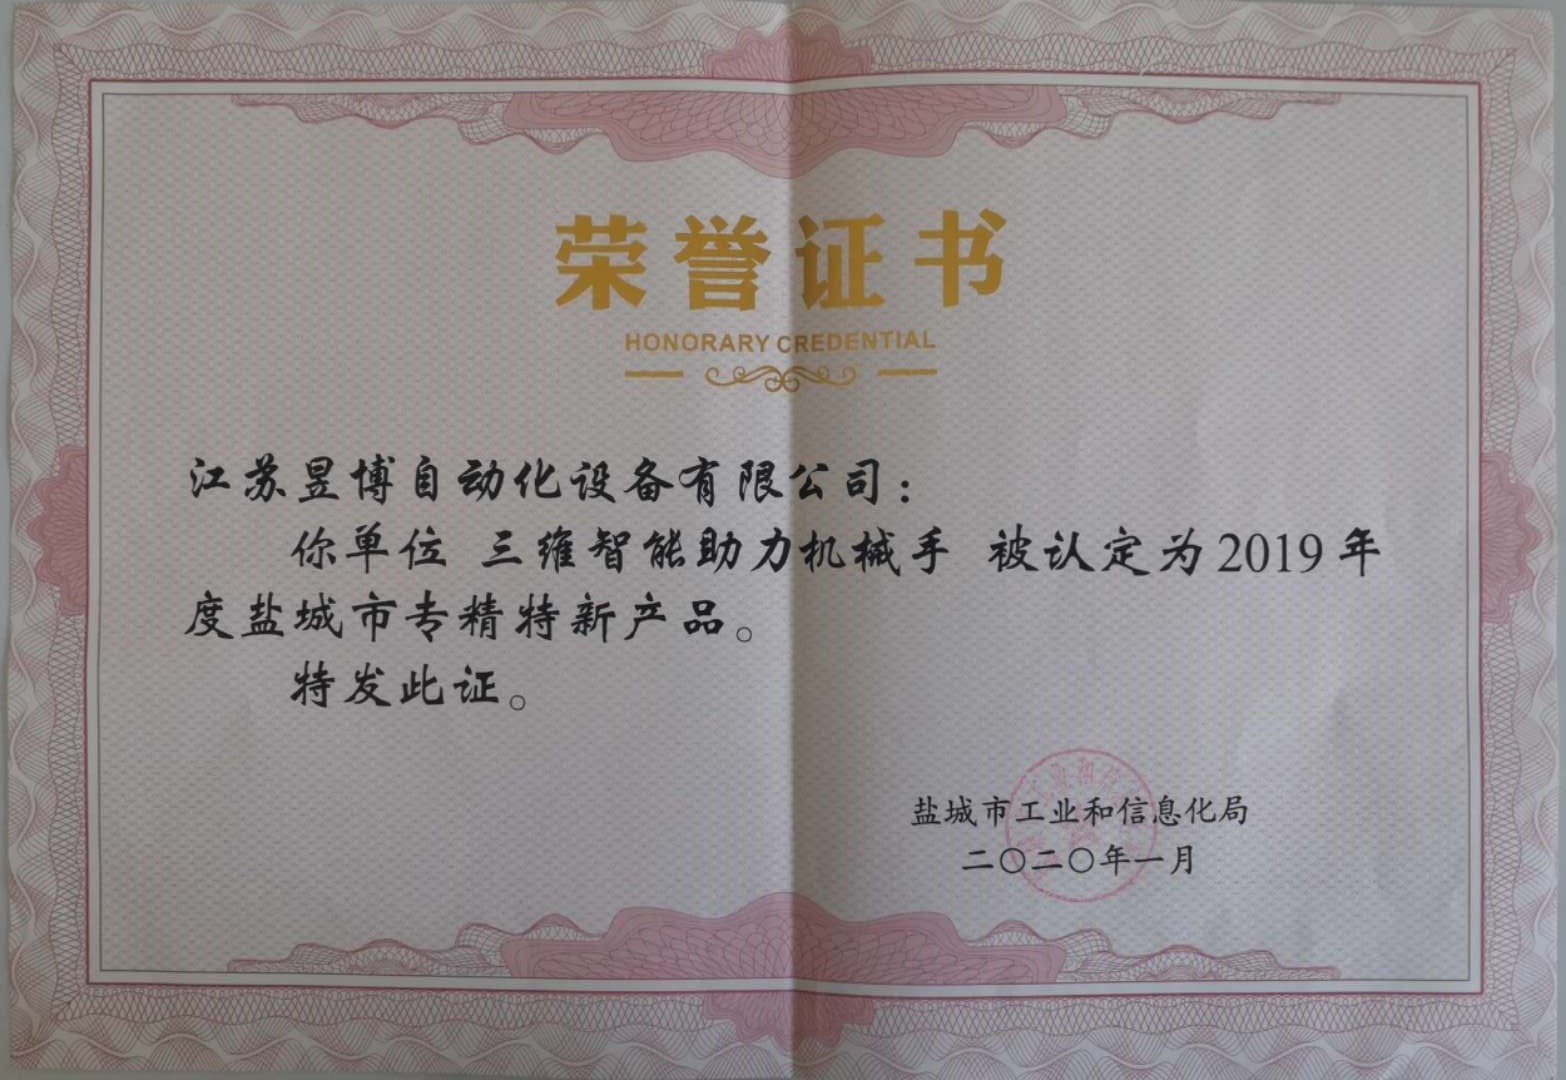 荣誉证书
HONORARY CREDENTIAL
江苏昱博自动化设备有限公司：
你单位 三维智能助力机械手 被认定为2019年
度盐城市专精特新产品。
特发此证。
盐城市工业和信息化局
二〇二〇年一月